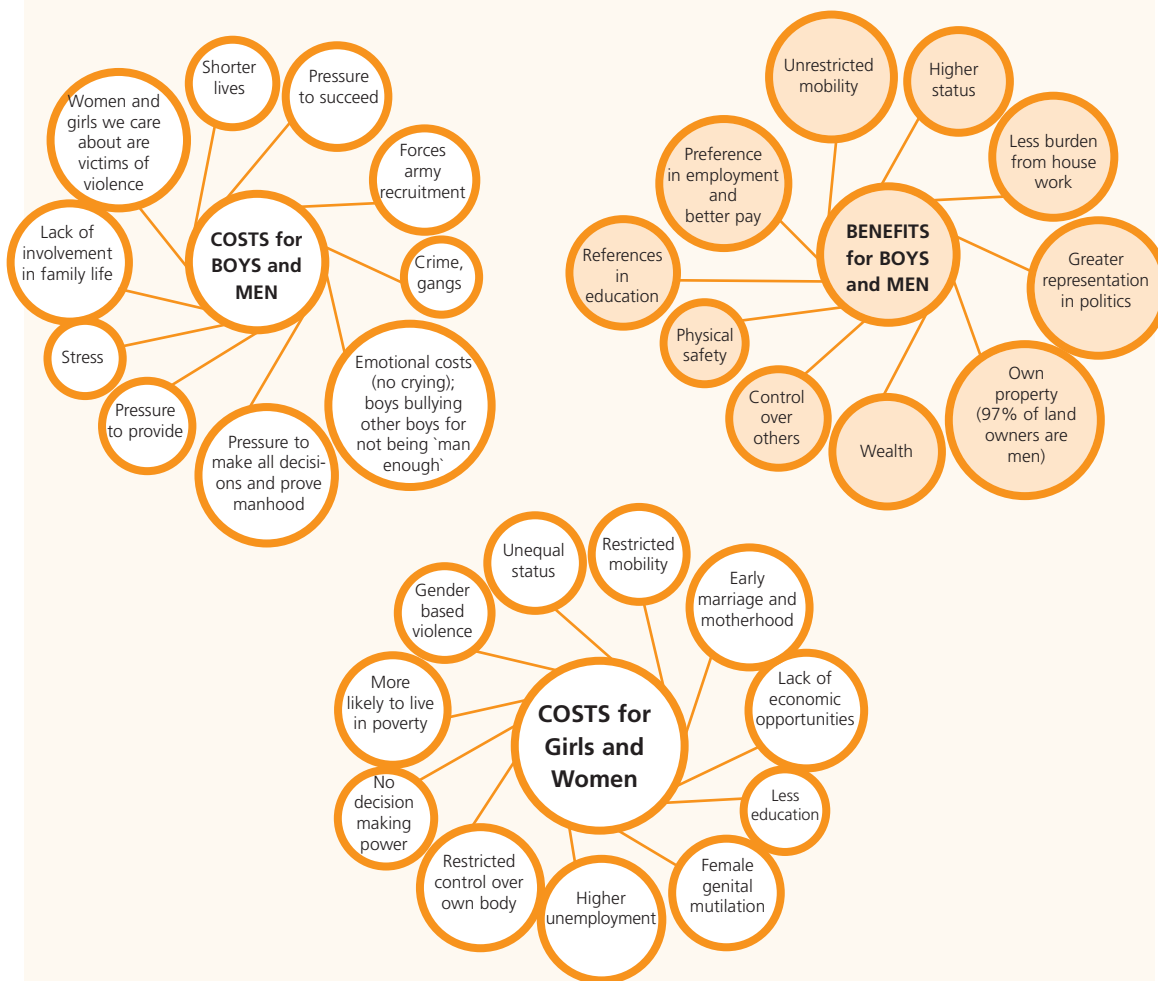 Shorter
lives
Pressure
to succeed
Women and
girls we care
about are
victims of
violence
Forces
army
recruitment
Lack of
involvement
in family life
COSTS for
BOYS and
MEN
Crime,
gangs
Stress
Emotional costs
(no crying);
boys bullying
other boys for
not being `man
enough`
Pressure
to provide
Pressure to
make all decisi-
ons and prove
manhood
Unrestricted
mobility
Higher
status
Preference
in employment
and
better pay
Less burden
from house
work
References
in
education
BENEFITS
for BOYS
and MEN
Greater
representation
in politics
Physical
safety
Control
over
others
Wealth
Own
property
(97% of land
owners are
men)
Unequal
status
Restricted
mobility
Gender
based
violence
Early
marriage and
motherhood
More
likely to live
in poverty
COSTS for
Girls and
Women
Lack of
economic
opportunities
No
decision
making
power
Less
education
Restricted
control over
own body
Higher
unemployment
Female
genital
mutilation